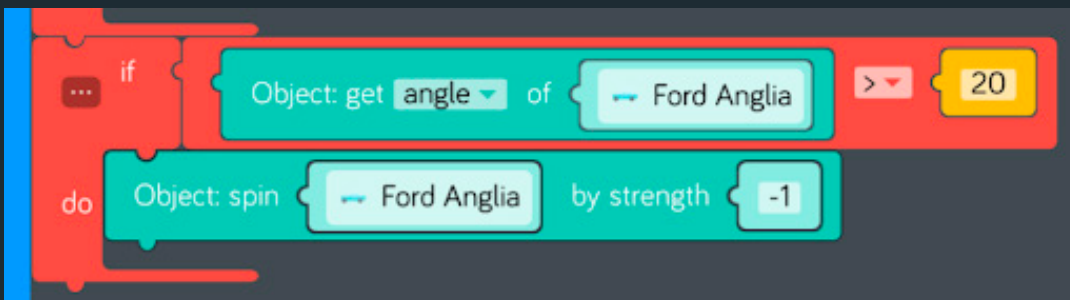 ... if Object: get angle of Ford Anglia > 20
do Object: spin Ford Anglia by strength -1